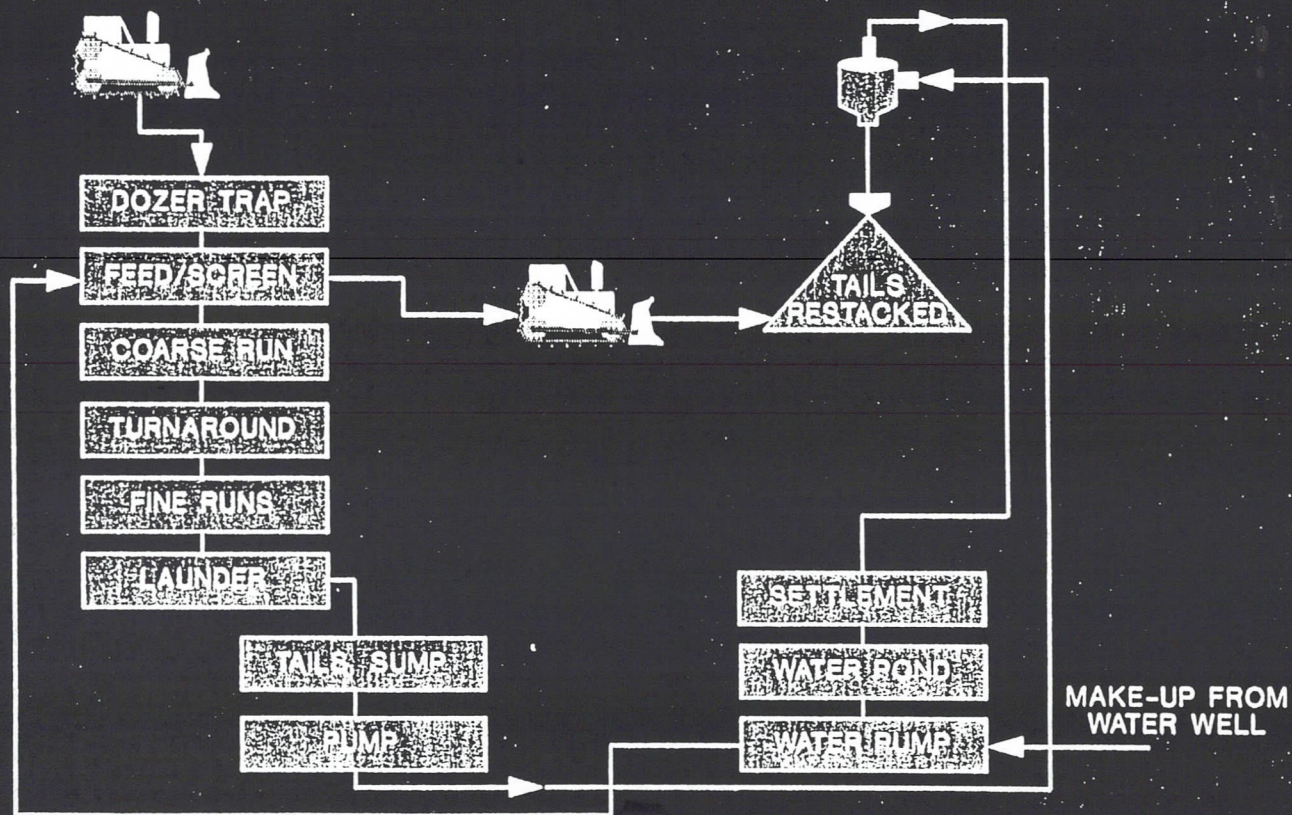 DOZER TRAP
FEED/SCREEN
COARSE RUN
TURNAROUND
FINE RUNS
LAUNDER
TAILS SUMP
PUMP
TAILS
RESTACKED
SETTLEMENT
WATER POND
WATER PUMP
MAKE-UP FROM
WATER WELL